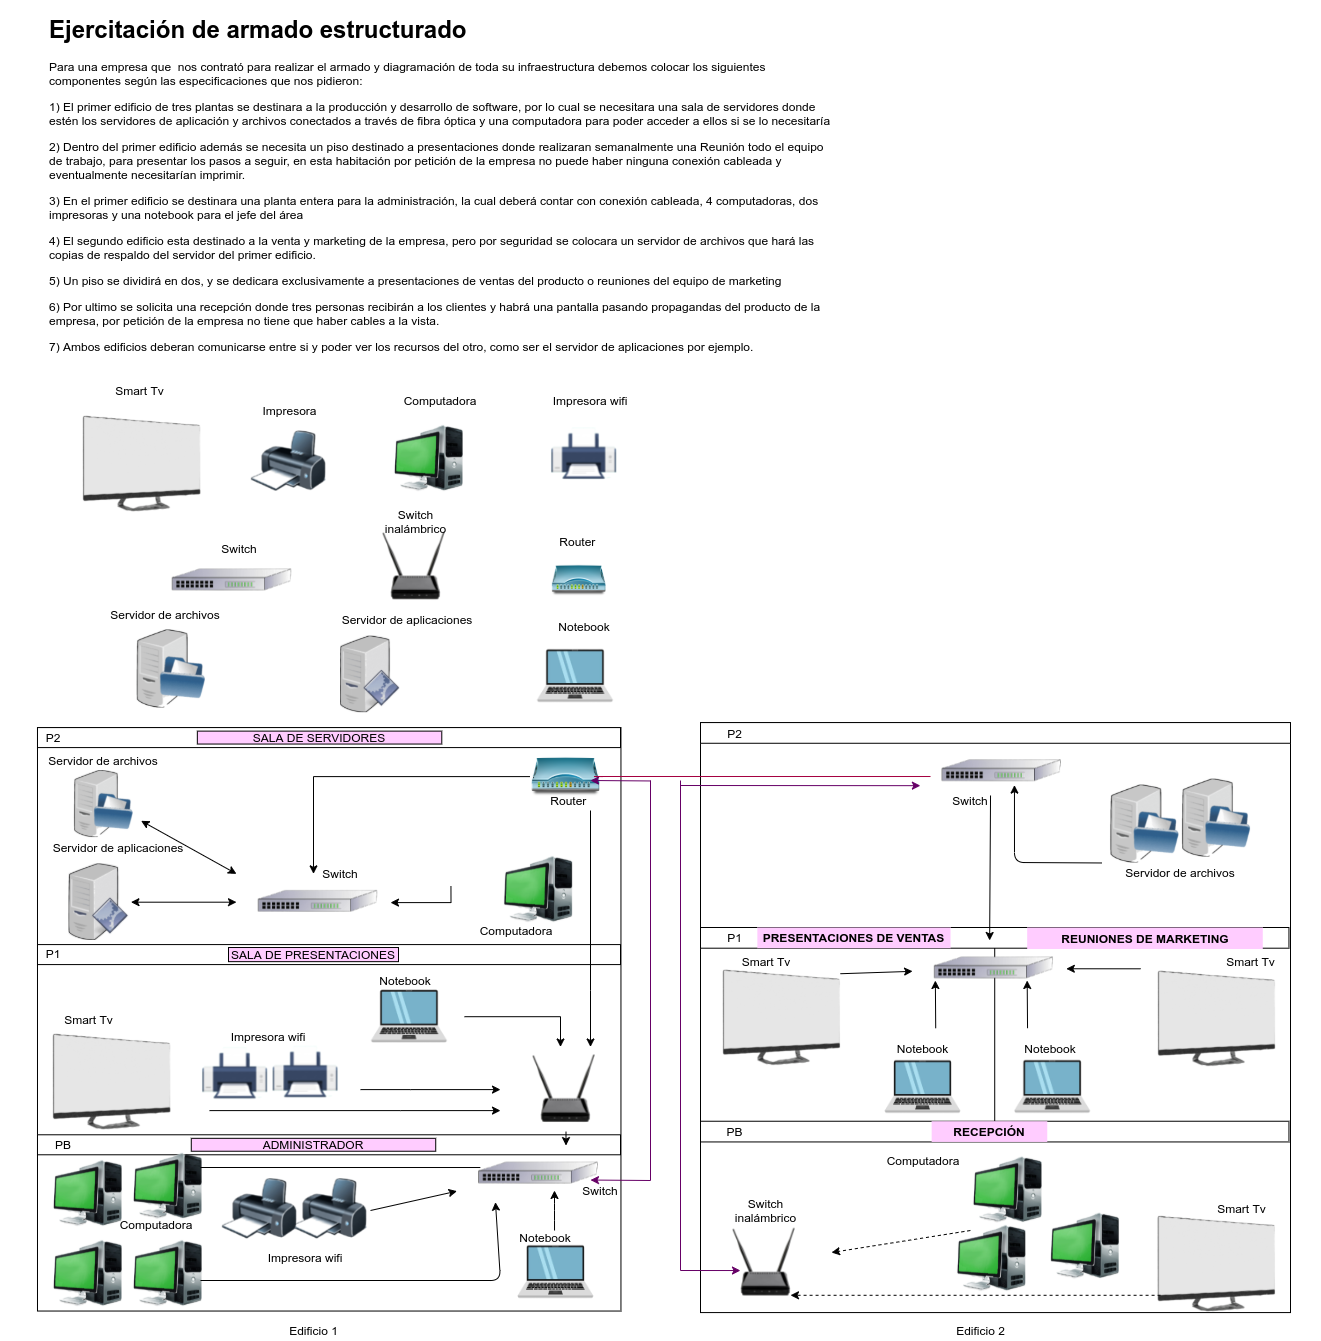 Ejercitación de armado estructurado
Para una empresa que  nos contrató para realizar el armado y diagramación de toda su infraestructura debemos colocar los siguientes
componentes según las especificaciones que nos pidieron:
1) El primer edificio de tres plantas se destinara a la producción y desarrollo de software, por lo cual se necesitara una sala de servidores donde
estén los servidores de aplicación y archivos conectados a través de fibra óptica y una computadora para poder acceder a ellos si se lo necesitaría
2) Dentro del primer edificio además se necesita un piso destinado a presentaciones donde realizaran semanalmente una Reunión todo el equipo
de trabajo, para presentar los pasos a seguir, en esta habitación por petición de la empresa no puede haber ninguna conexión cableada y
eventualmente necesitarían imprimir.
3) En el primer edificio se destinara una planta entera para la administración, la cual deberá contar con conexión cableada, 4 computadoras, dos
impresoras y una notebook para el jefe del área
4) El segundo edificio esta destinado a la venta y marketing de la empresa, pero por seguridad se colocara un servidor de archivos que hará las
copias de respaldo del servidor del primer edificio.
5) Un piso se dividirá en dos, y se dedicara exclusivamente a presentaciones de ventas del producto o reuniones del equipo de marketing
6) Por ultimo se solicita una recepción donde tres personas recibirán a los clientes y habrá una pantalla pasando propagandas del producto de la
empresa, por petición de la empresa no tiene que haber cables a la vista.
7) Ambos edificios deberan comunicarse entre si y poder ver los recursos del otro, como ser el servidor de aplicaciones por ejemplo.
Smart Tv
Impresora
Computadora
Impresora wifi
Switch
Switch
inalámbrico
Router
Servidor de archivos
Servidor de aplicaciones
Notebook
P2
SALA DE SERVIDORES
Servidor de archivos
Router
Servidor de aplicaciones
Switch
Computadora
P1
SALA DE PRESENTACIONES
Notebook
Smart Tv
Impresora wifi
PB
ADMINISTRADOR
Switch
Computadora
Notebook
Impresora wifi
Edificio 1
P2
Switch
Servidor de archivos
P1
PRESENTACIONES DE VENTAS
REUNIONES DE MARKETING
Smart Tv
Smart Tv
Notebook
Notebook
PB
RECEPCIÓN
Computadora
Switch
inalámbrico
Smart Tv
Edificio 2